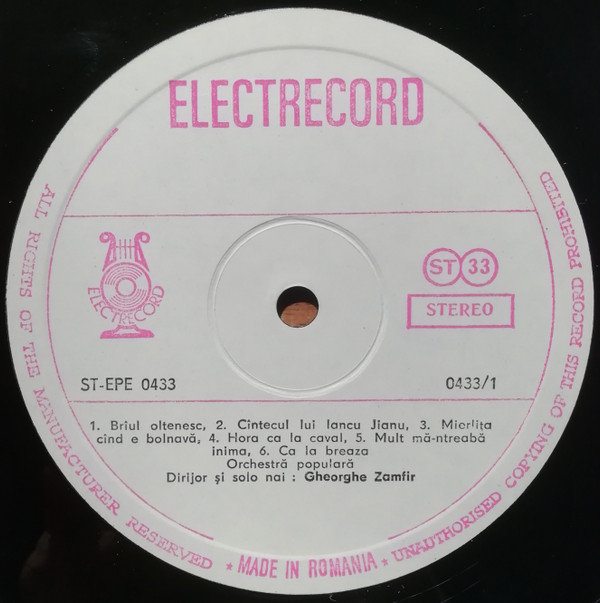 ELECTRECORD
ELECTRECORD
ST 33
STEREO
ST-EPE 0433
0433/1
1. Brîul oltenesc, 2. Cîntecul lui Iancu Jianu, 3. Mierlița
cînd e bolnavă, 4. Hora ca la caval, 5. Mult mă-ntreabă
inima, 6. Ca la breaza
Orchestră populară
Dirijor și solo nai : Gheorghe Zamfir
ALL RIGHTS OF THE MANUFACTURER RESERVED * MADE IN ROMANIA * UNAUTHORISED COPYING OF THIS RECORD PROHIBITED